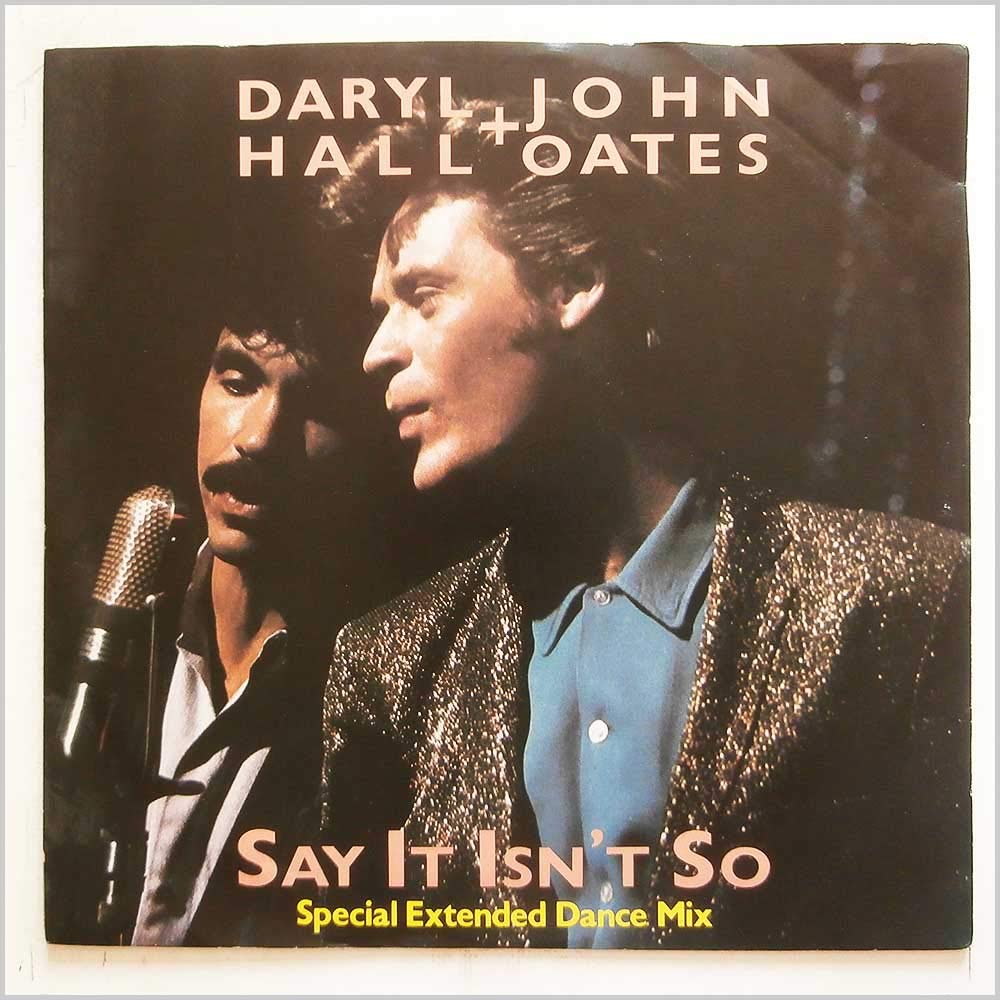 DARYL + JOHN
HALL OATES
SAY IT ISN'T SO
Special Extended Dance Mix